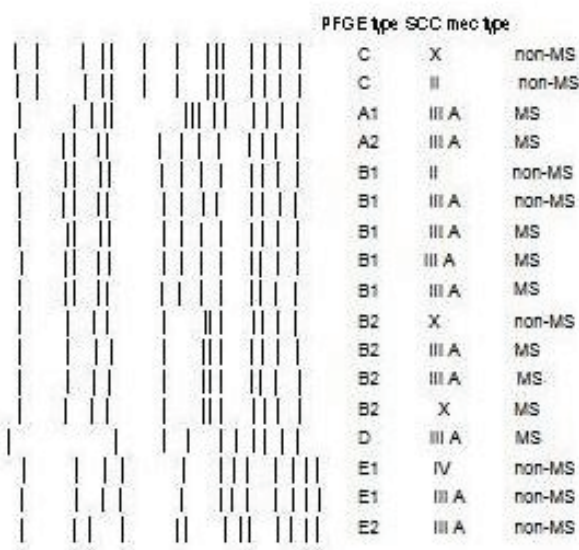 PFGE type SCC mec type
C X non-MS
C II non-MS
A1 III A MS
A2 III A MS
B1 II non-MS
B1 III A non-MS
B1 III A MS
B1 III A MS
B1 III A MS
B2 X non-MS
B2 III A MS
B2 III A MS
B2 X MS
D III A MS
E1 IV non-MS
E1 III A non-MS
E2 III A non-MS